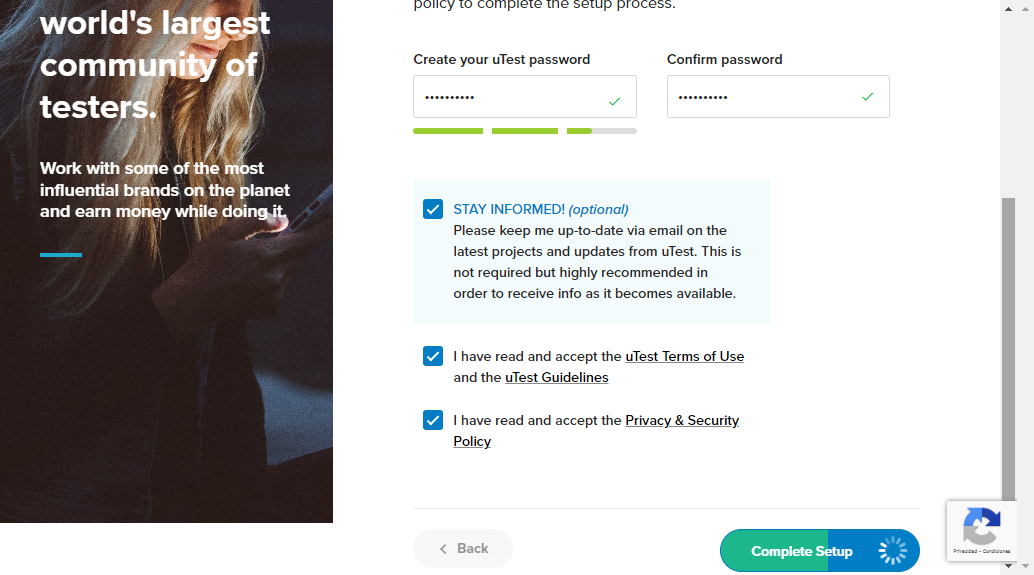 world's largest
community of
testers.
Work with some of the most
influential brands on the planet
and earn money while doing it.
policy to complete the setup process.
Create your uTest password
Confirm password
••••••••••
••••••••••
STAY INFORMED! (optional)
Please keep me up-to-date via email on the
latest projects and updates from uTest. This is
not required but highly recommended in
order to receive info as it becomes available.
I have read and accept the uTest Terms of Use
and the uTest Guidelines
I have read and accept the Privacy & Security
Policy
Back
Complete Setup
Privacidad - Condiciones